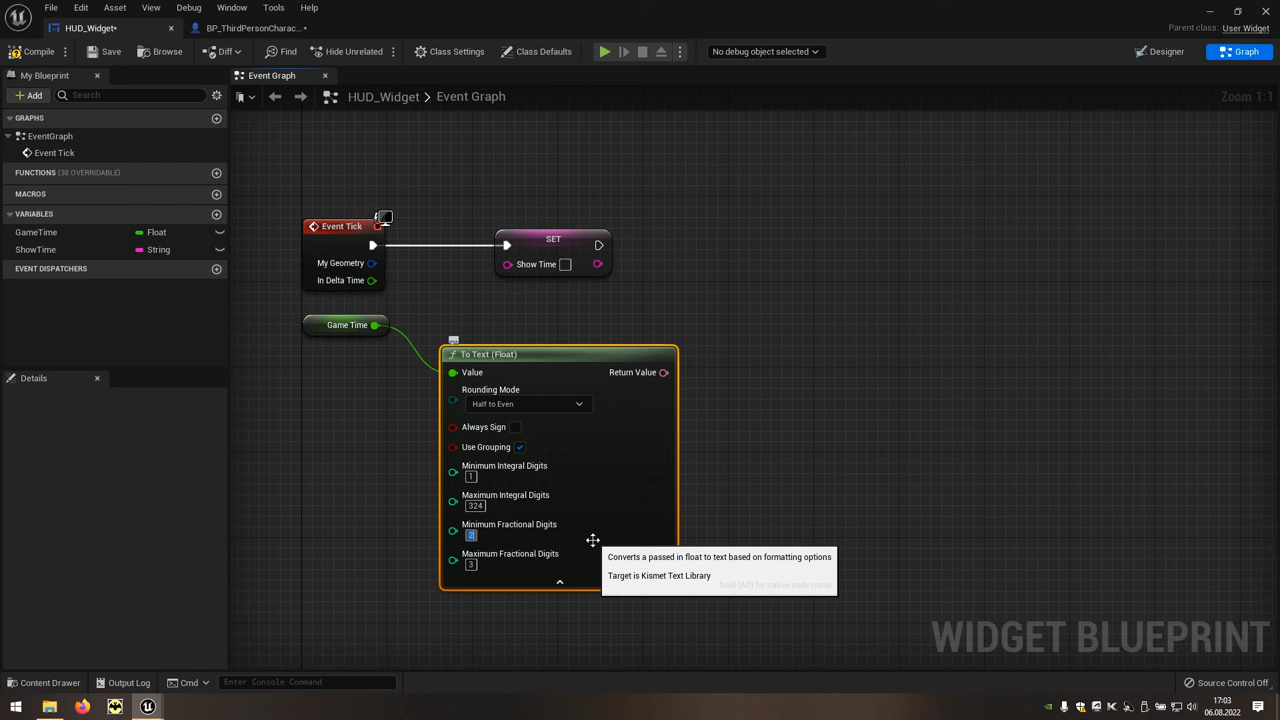 File Edit Asset View Debug Window Tools Help
HUD_Widget• BP_ThirdPersonCharac...•
Parent class: User Widget
Compile Save Browse Diff Find Hide Unrelated Class Settings Class Defaults No debug object selected Designer Graph
My Blueprint Event Graph
Add Search HUD_Widget > Event Graph Zoom 1:1
GRAPHS
EventGraph
Event Tick
FUNCTIONS (38 OVERRIDABLE)
MACROS
VARIABLES
GameTime Float
ShowTime String
EVENT DISPATCHERS
Details
Event Tick
My Geometry
In Delta Time
SET
Show Time
Game Time
To Text (Float)
Value Return Value
Rounding Mode
Half to Even
Always Sign
Use Grouping
Minimum Integral Digits
1
Maximum Integral Digits
324
Minimum Fractional Digits
2
Maximum Fractional Digits
3
Converts a passed in float to text based on formatting options
Target is Kismet Text Library
hold (Alt) for native node name
WIDGET BLUEPRINT
Content Drawer Output Log Cmd Enter Console Command Source Control Off
17:03
06.08.2022